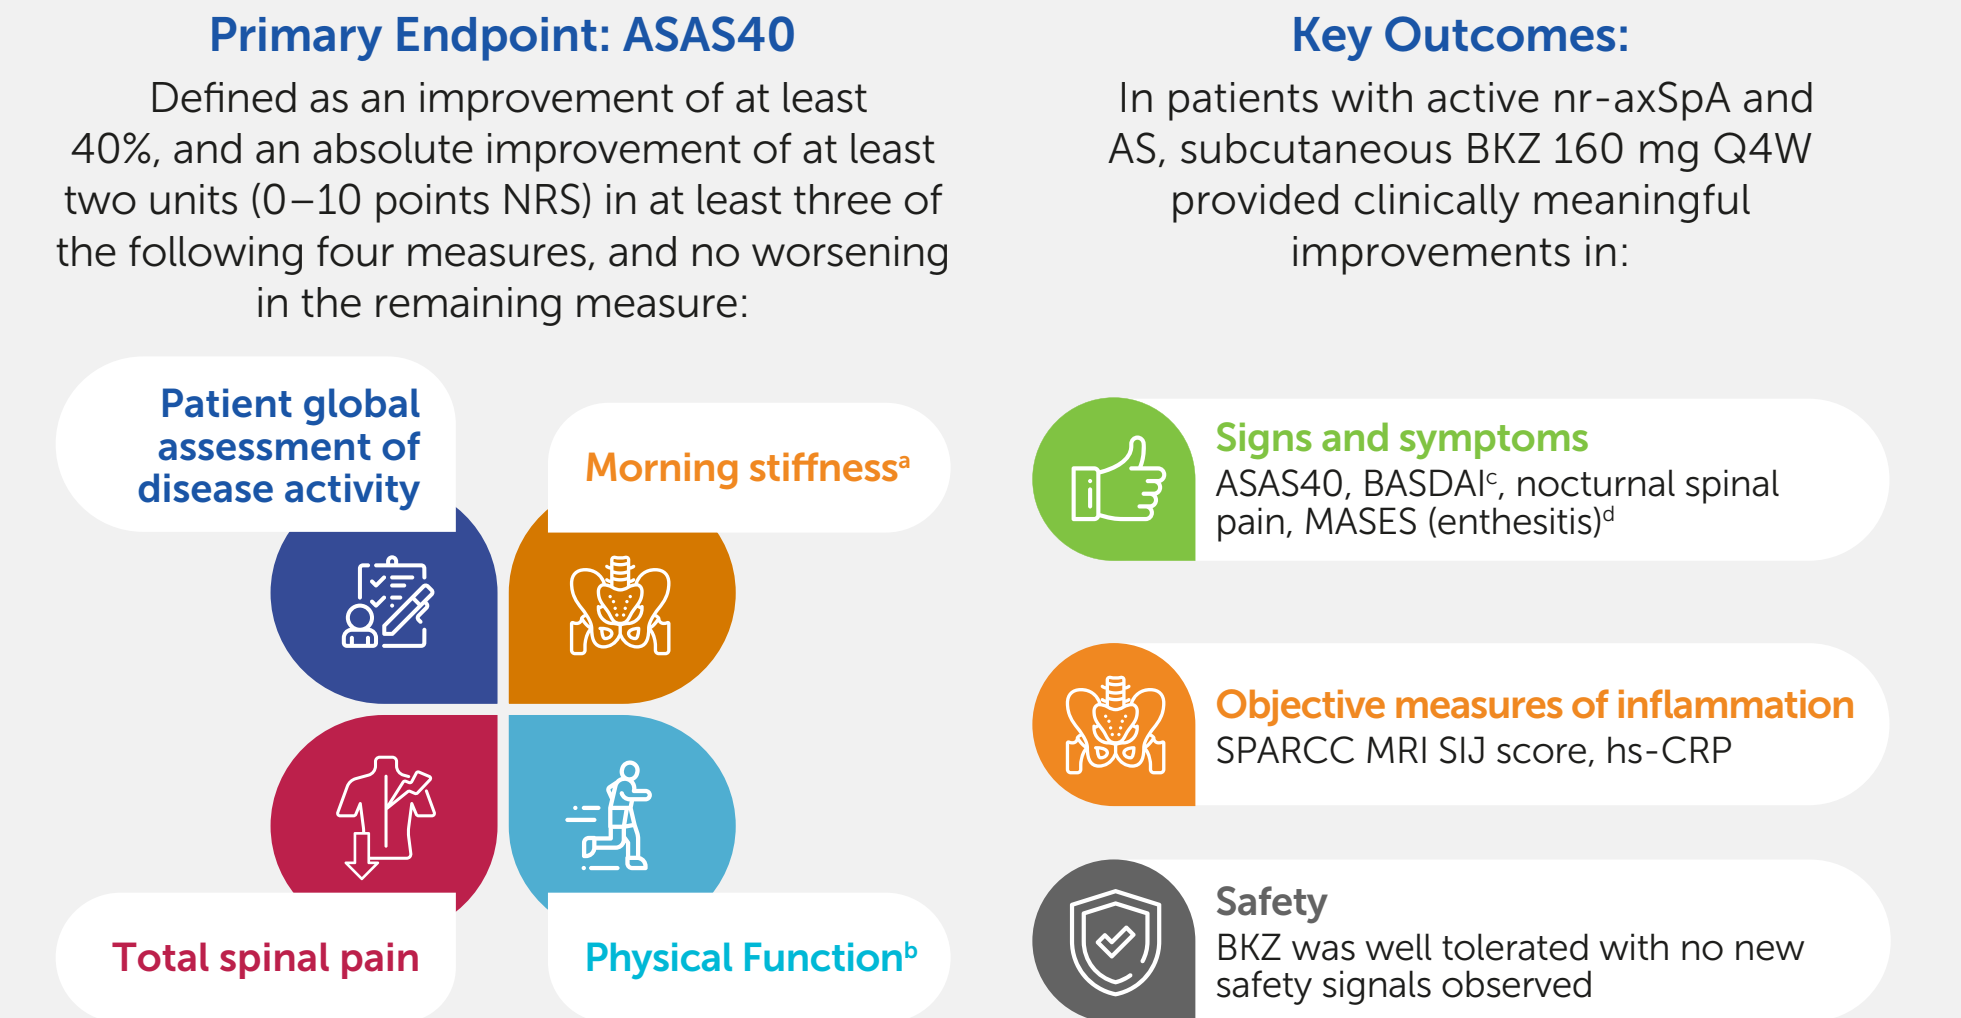 Primary Endpoint: ASAS40
Defined as an improvement of at least
40%, and an absolute improvement of at least
two units (0–10 points NRS) in at least three of
the following four measures, and no worsening
in the remaining measure:
Patient global
assessment of
disease activity
Morning stiffnessᵃ
Total spinal pain
Physical Functionᵇ
Key Outcomes:
In patients with active nr-axSpA and
AS, subcutaneous BKZ 160 mg Q4W
provided clinically meaningful
improvements in:
Signs and symptoms
ASAS40, BASDAIᶜ, nocturnal spinal
pain, MASES (enthesitis)ᵈ
Objective measures of inflammation
SPARCC MRI SIJ score, hs-CRP
Safety
BKZ was well tolerated with no new
safety signals observed